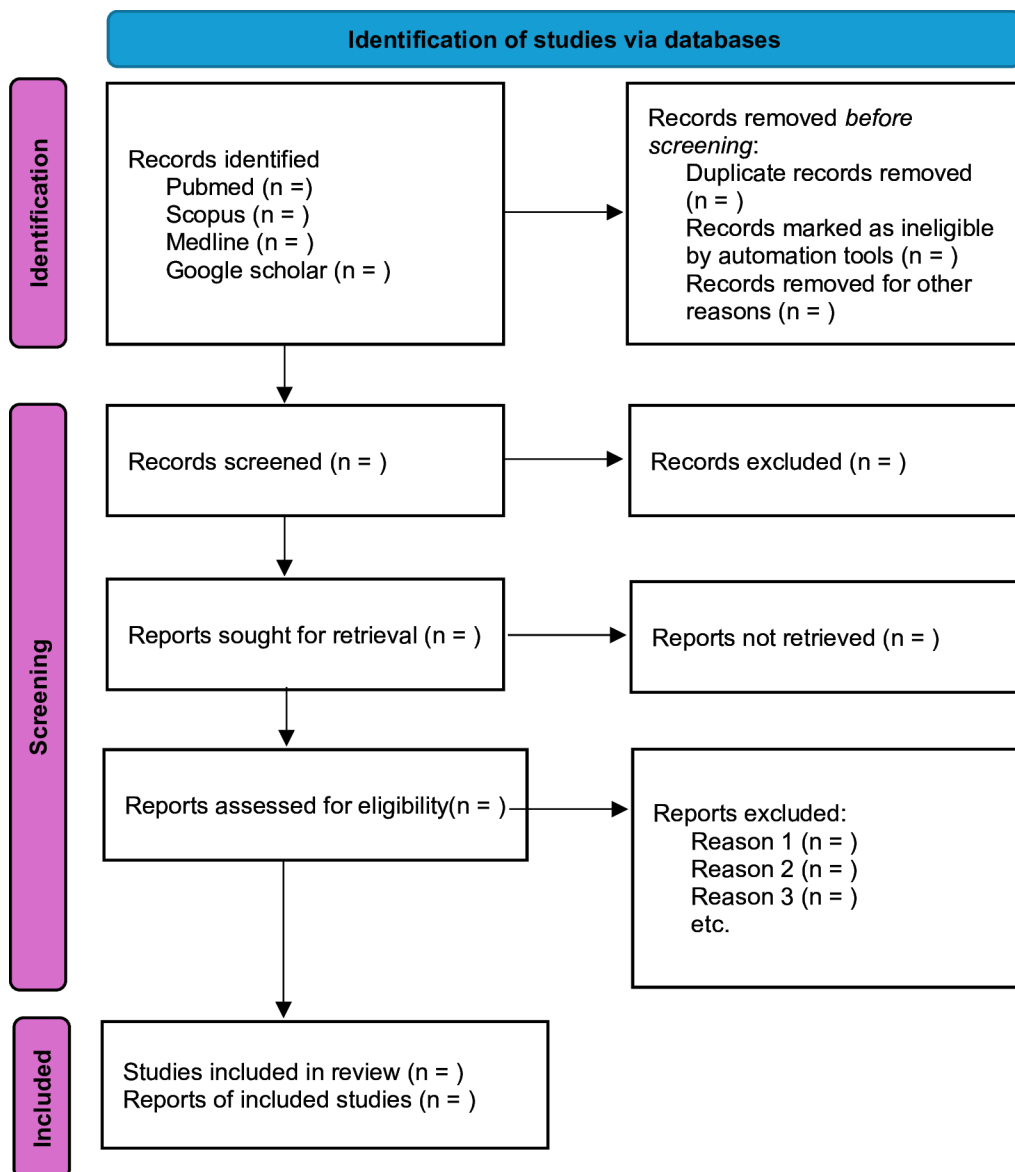 Identification of studies via databases
Identification
Records identified
Pubmed (n =)
Scopus (n = )
Medline (n = )
Google scholar (n = )
Records removed before
screening:
Duplicate records removed
(n = )
Records marked as ineligible
by automation tools (n = )
Records removed for other
reasons (n = )
Screening
Records screened (n = )
Records excluded (n = )
Reports sought for retrieval (n = )
Reports not retrieved (n = )
Reports assessed for eligibility(n = )
Reports excluded:
Reason 1 (n = )
Reason 2 (n = )
Reason 3 (n = )
etc.
Included
Studies included in review (n = )
Reports of included studies (n = )